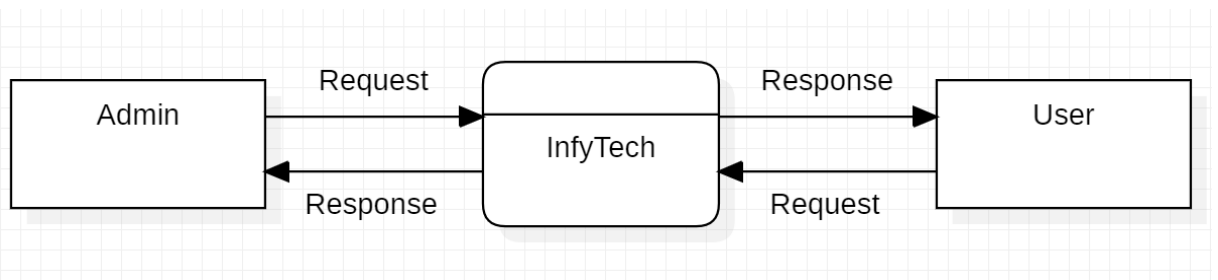 Request
Response
Admin
User
InfyTech
Response
Request